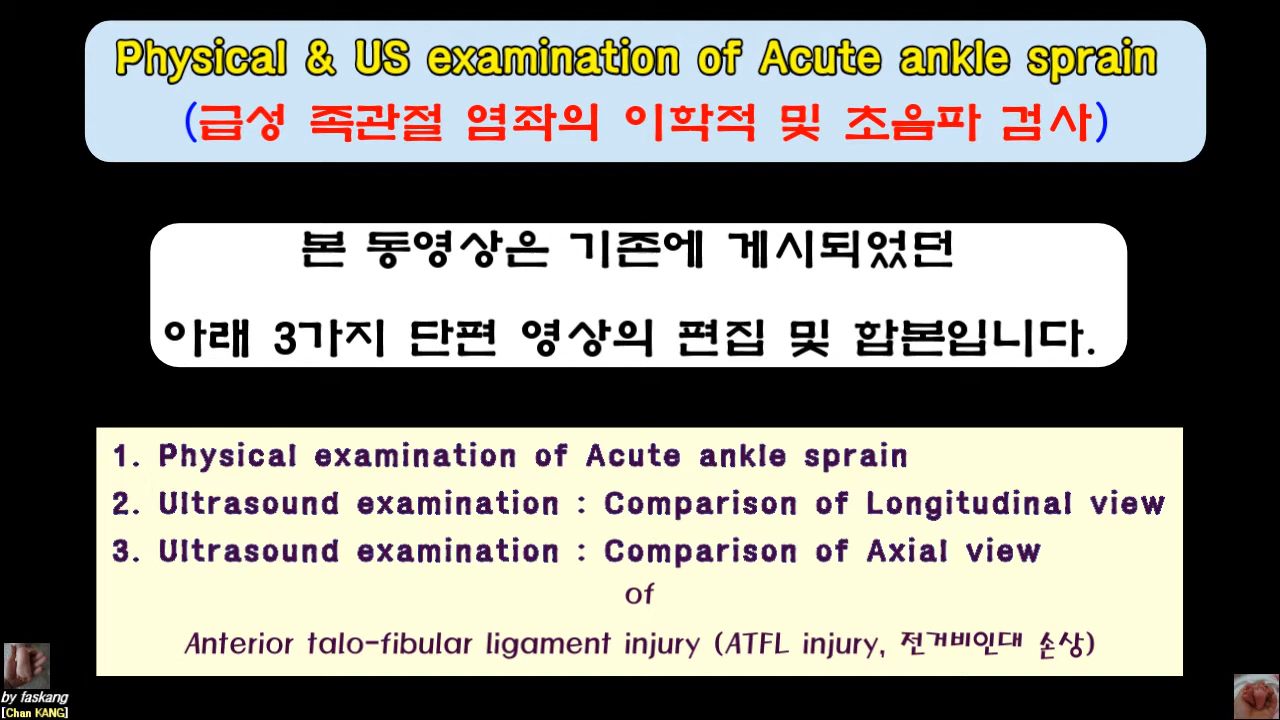 Physical & US examination of Acute ankle sprain
(급성 족관절 염좌의 이학적 및 초음파 검사)
본 동영상은 기존에 게시되었던
아래 3가지 단편 영상의 편집 및 합본입니다.
1. Physical examination of Acute ankle sprain
2. Ultrasound examination : Comparison of Longitudinal view
3. Ultrasound examination : Comparison of Axial view
of
Anterior talo-fibular ligament injury (ATFL injury, 전거비인대 손상)
by faskang
[Chan KANG]